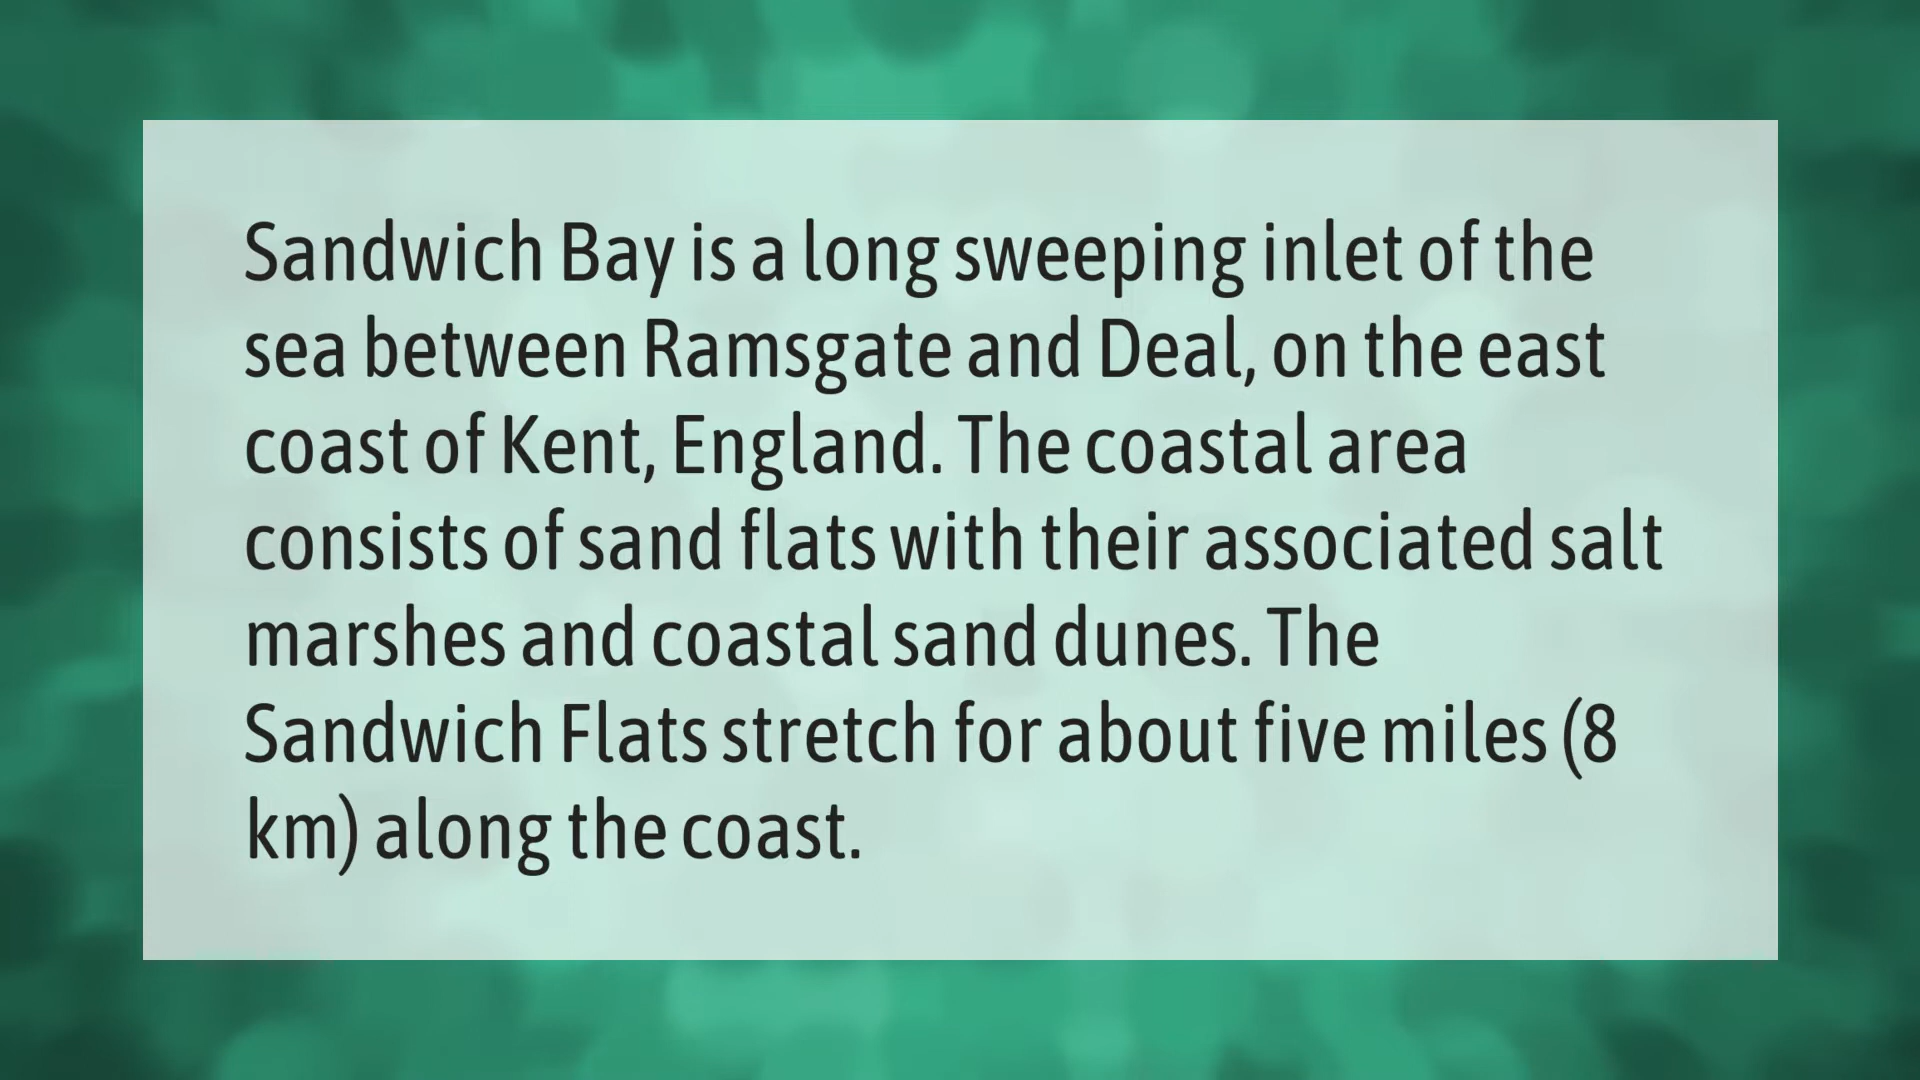 Sandwich Bay is a long sweeping inlet of the
sea between Ramsgate and Deal, on the east
coast of Kent, England. The coastal area
consists of sand flats with their associated salt
marshes and coastal sand dunes. The
Sandwich Flats stretch for about five miles (8
km) along the coast.